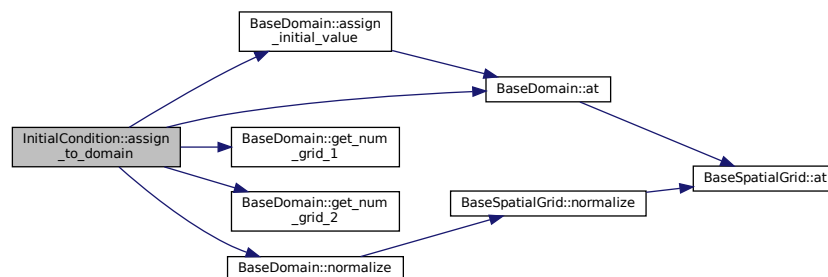 InitialCondition::assign
_to_domain
BaseDomain::assign
_initial_value
BaseDomain::at
BaseDomain::get_num
_grid_1
BaseDomain::get_num
_grid_2
BaseDomain::normalize
BaseSpatialGrid::normalize
BaseSpatialGrid::at